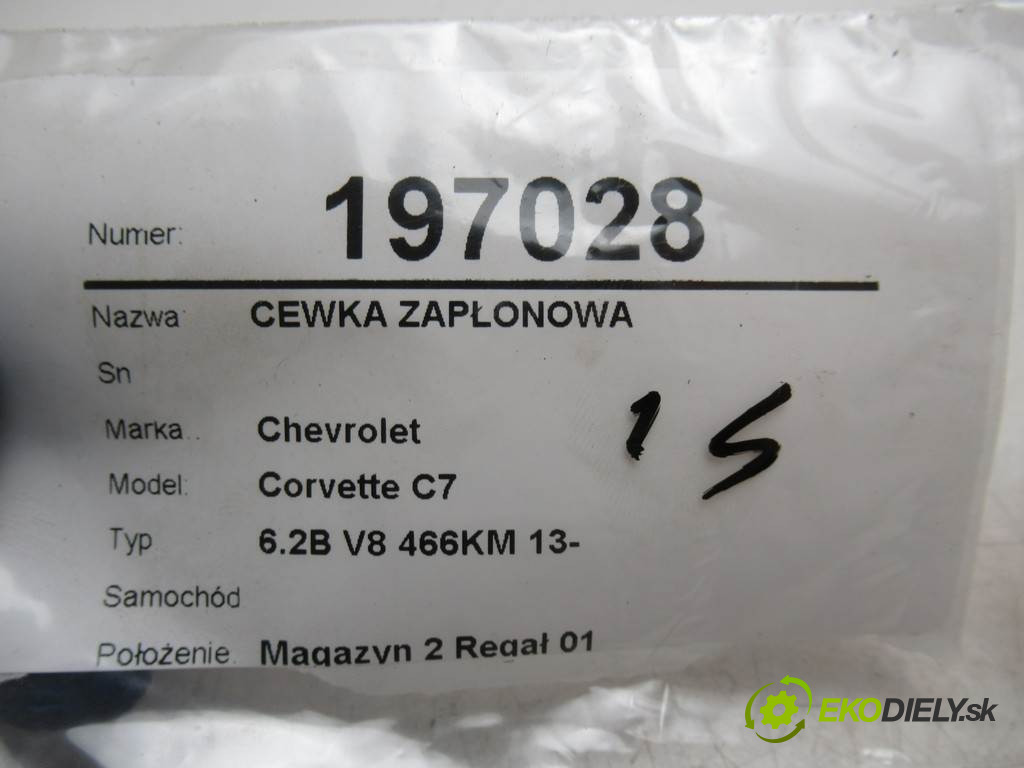 Numer: 197028
Nazwa: CEWKA ZAPŁONOWA
Sn
Marka.: Chevrolet
Model: Corvette C7
Typ 6.2B V8 466KM 13-
Samochód
Położenie. Magazyn 2 Regał 01
1 S
EKODIELY.sk